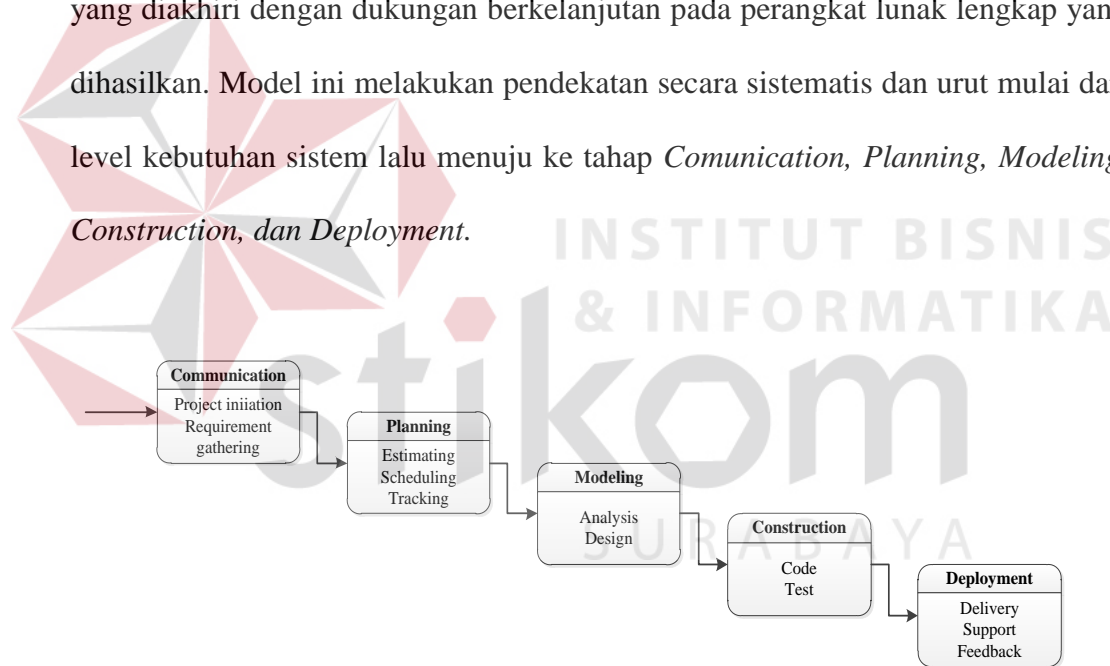 yang diakhiri dengan dukungan berkelanjutan pada perangkat lunak lengkap yan
dihasilkan. Model ini melakukan pendekatan secara sistematis dan urut mulai da
level kebutuhan sistem lalu menuju ke tahap Comunication, Planning, Modeling
Construction, dan Deployment.
INSTITUT BISNIS
& INFORMATIKA
stikom
SURABAYA
Communication
Project iniiation
Requirement
gathering
Planning
Estimating
Scheduling
Tracking
Modeling
Analysis
Design
Construction
Code
Test
Deployment
Delivery
Support
Feedback